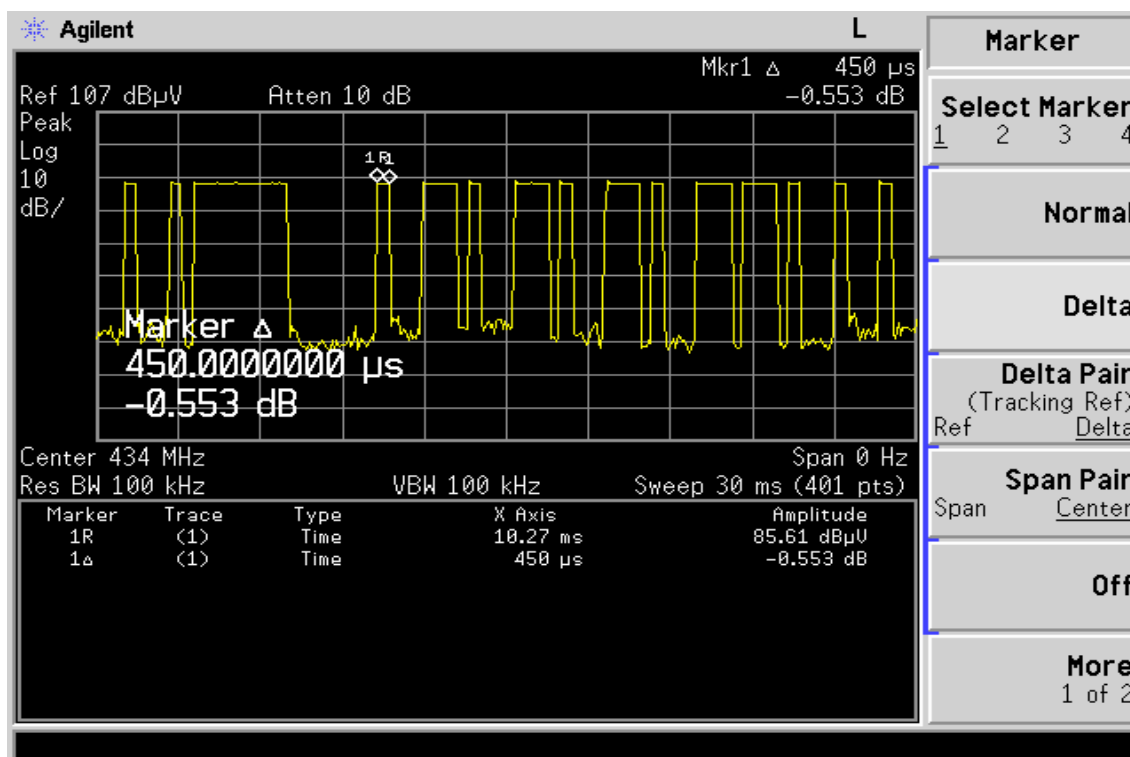 Agilent L
Mkr1 Δ 450 µs
Ref 107 dBµV Atten 10 dB -0.553 dB
Peak
Log
10
dB/
1R 1
Marker Δ
450.0000000 µs
-0.553 dB
Center 434 MHz Span 0 Hz
Res BW 100 kHz VBW 100 kHz Sweep 30 ms (401 pts)
Marker Trace Type X Axis Amplitude
1R (1) Time 10.27 ms 85.61 dBµV
1Δ (1) Time 450 µs -0.553 dB
Marker
Select Marker
1 2 3 4
Normal
Delta
Delta Pair
(Tracking Ref)
Ref Delta
Span Pair
Span Center
Off
More
1 of 2